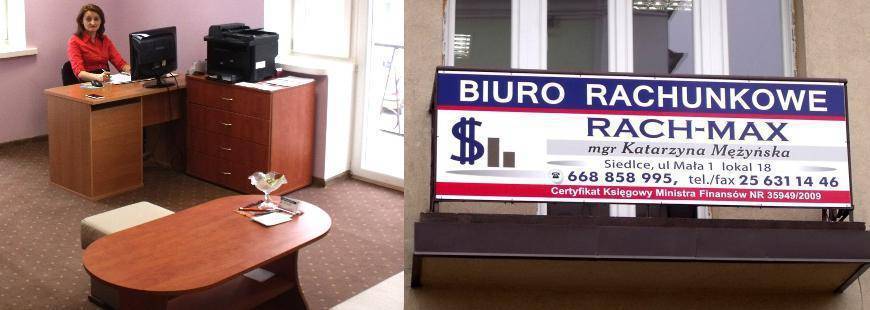 BIURO RACHUNKOWE
RACH-MAX
mgr Katarzyna Mężyńska
Siedlce, ul Mała 1 lokal 18
☎ 668 858 995, tel./fax 25 631 14 46
Certyfikat Księgowy Ministra Finansów NR 35949/2009